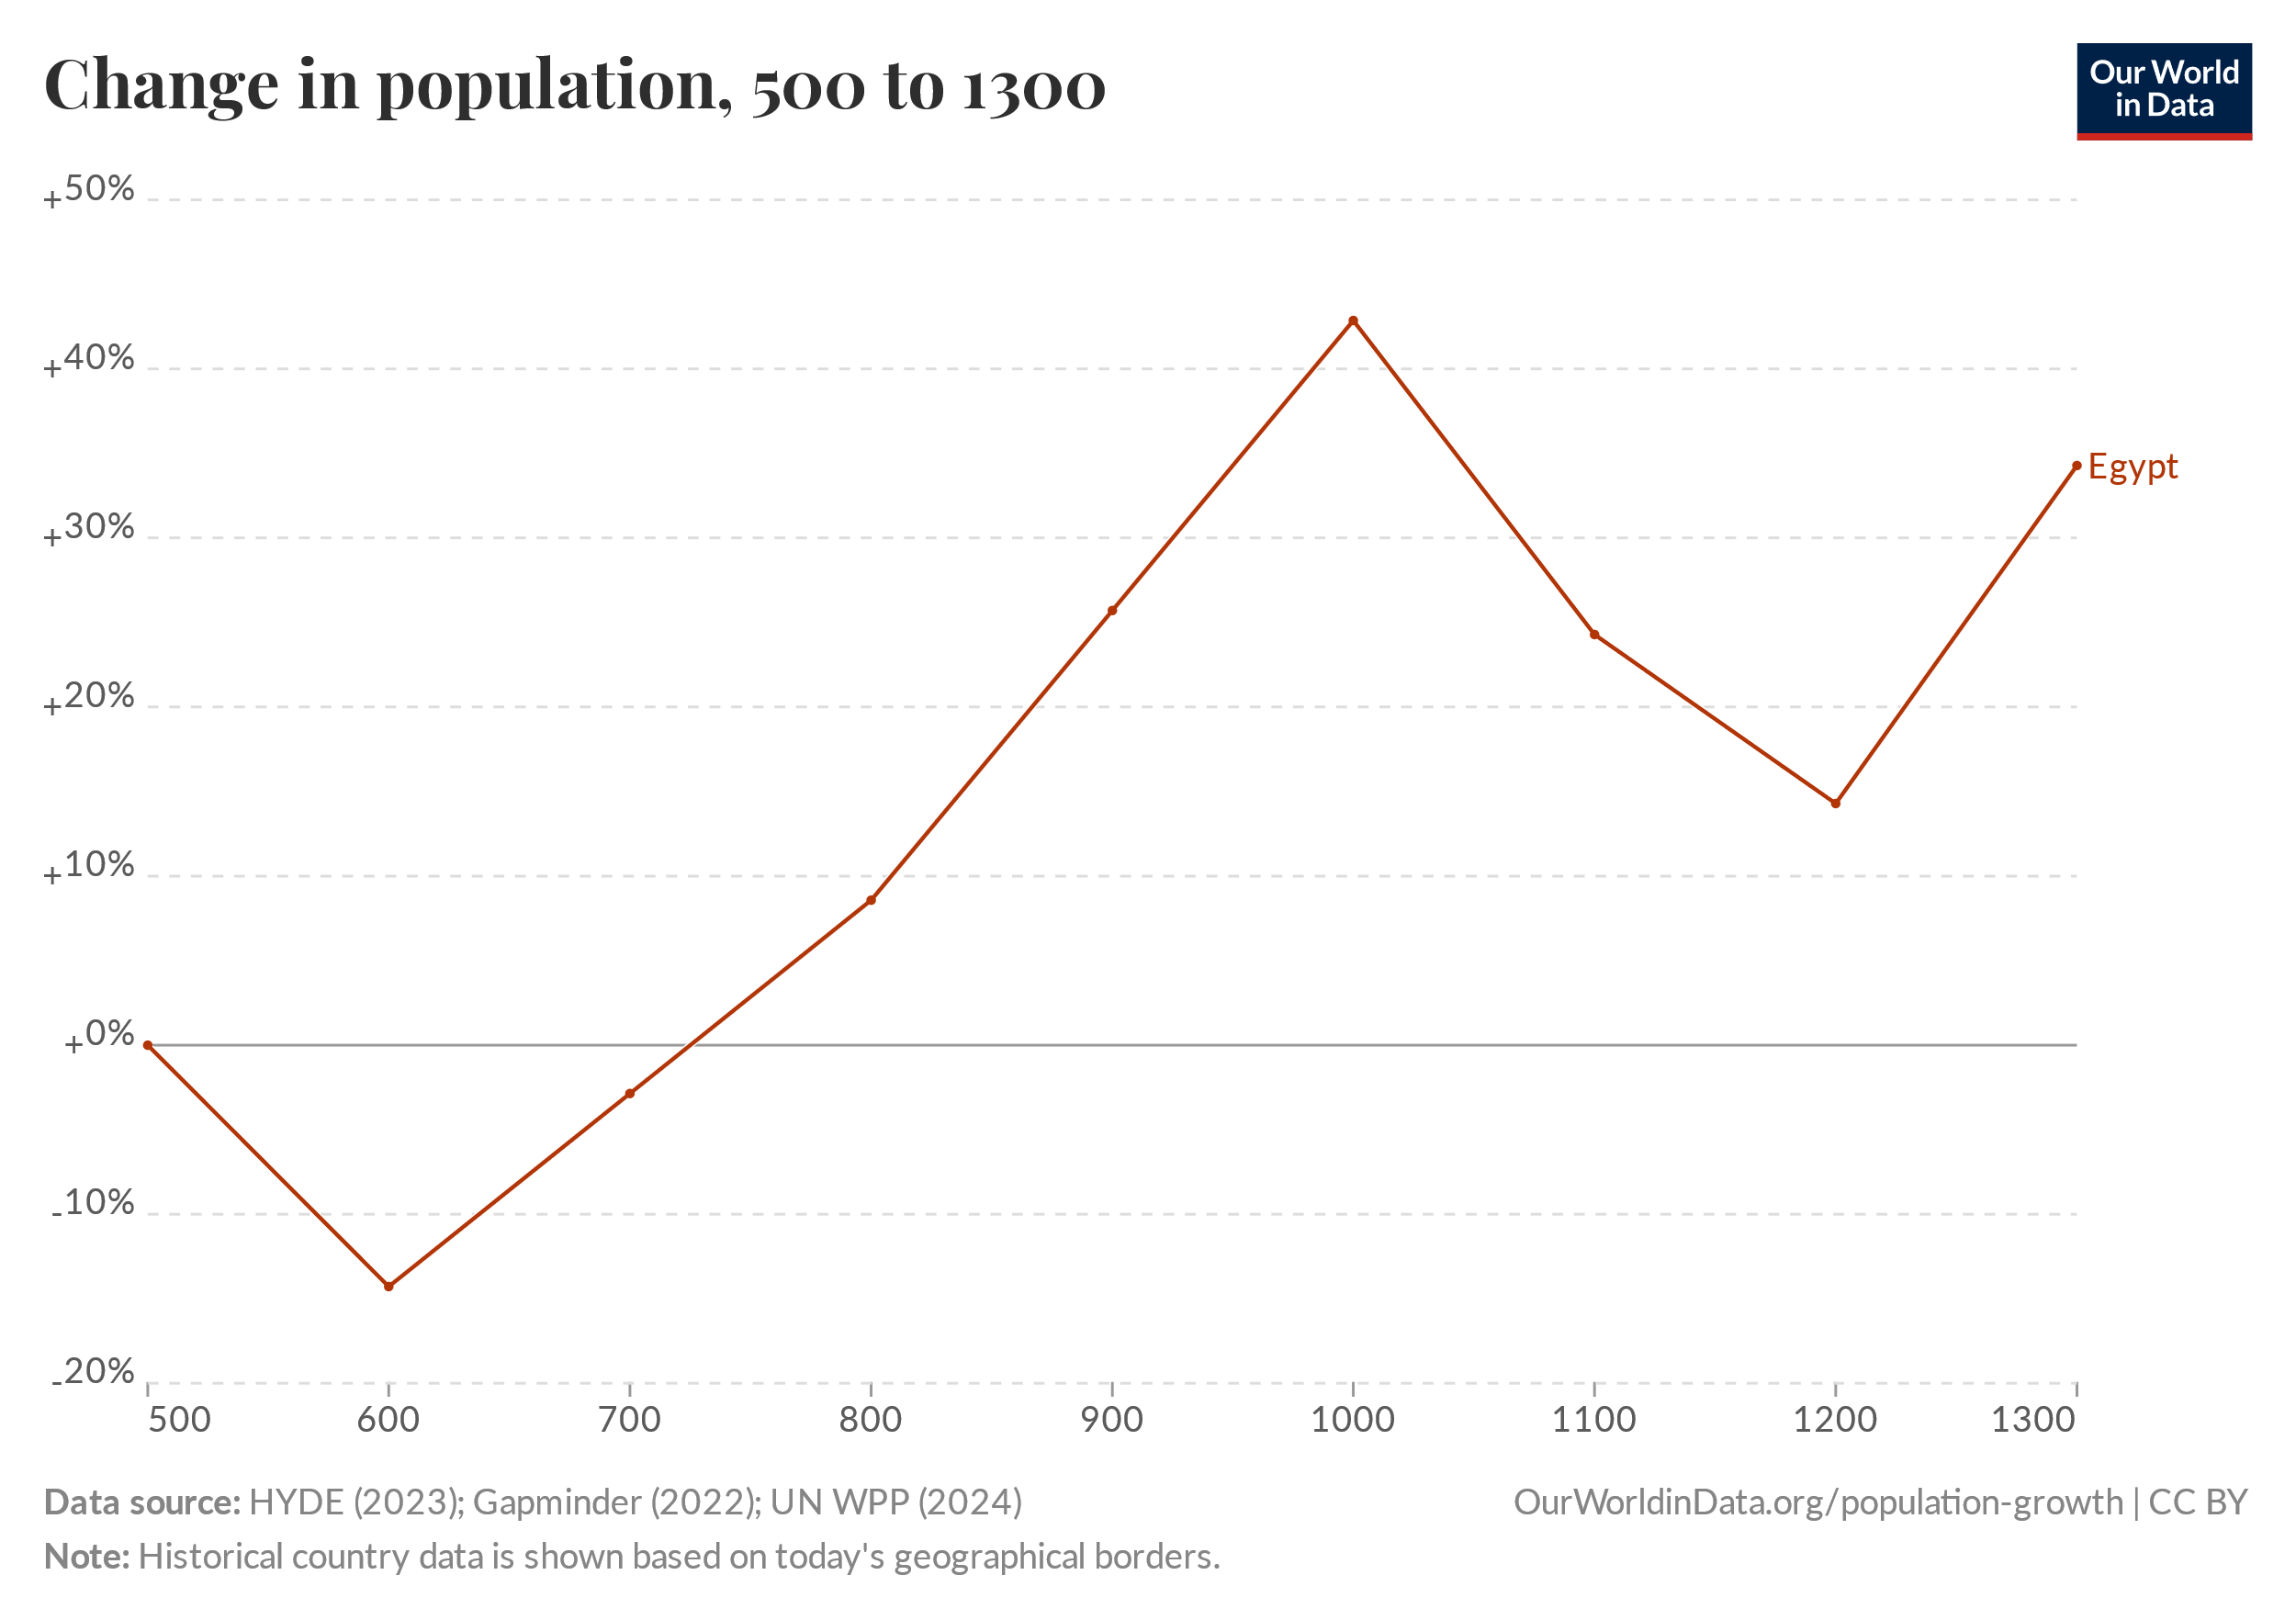 Change in population, 500 to 1300
Our World
in Data
+50%
+40%
+30%
+20%
+10%
+0%
-10%
-20%
Egypt
500 600 700 800 900 1000 1100 1200 1300
Data source: HYDE (2023); Gapminder (2022); UN WPP (2024)
OurWorldinData.org/population-growth | CC BY
Note: Historical country data is shown based on today's geographical borders.